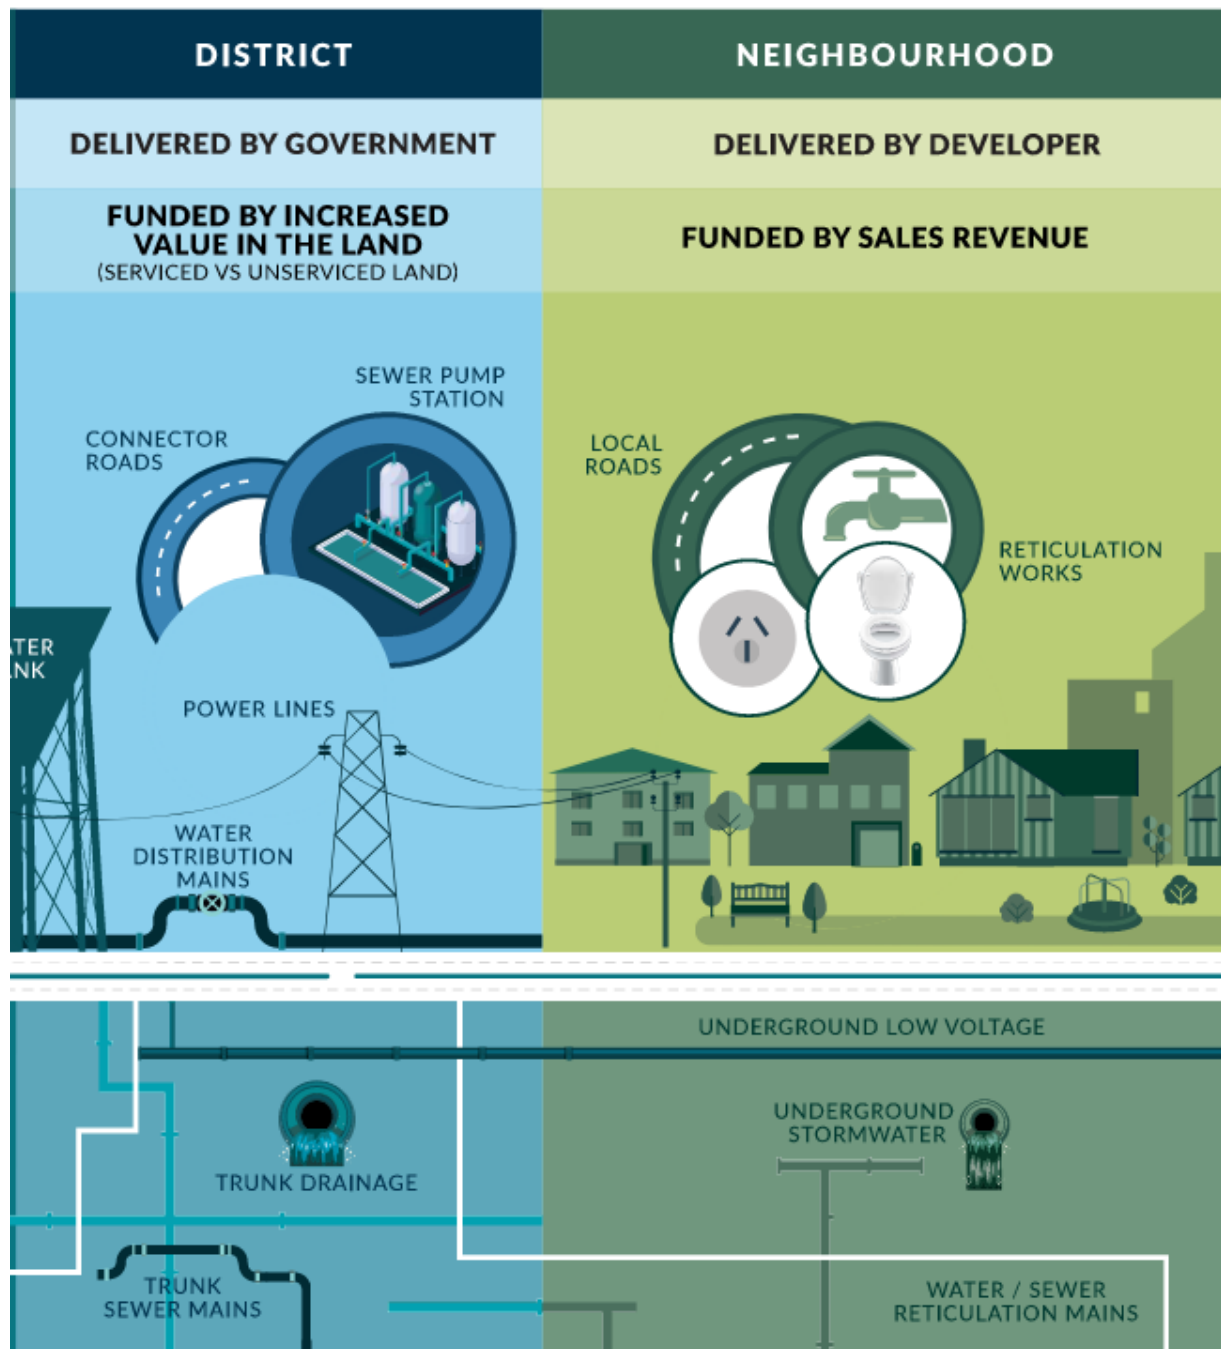 DISTRICT
NEIGHBOURHOOD
DELIVERED BY GOVERNMENT
DELIVERED BY DEVELOPER
FUNDED BY INCREASED
VALUE IN THE LAND
(SERVICED VS UNSERVICED LAND)
FUNDED BY SALES REVENUE
SEWER PUMP
STATION
CONNECTOR
ROADS
LOCAL
ROADS
RETICULATION
WORKS
POWER LINES
WATER
DISTRIBUTION
MAINS
UNDERGROUND LOW VOLTAGE
UNDERGROUND
STORMWATER
TRUNK DRAINAGE
TRUNK
SEWER MAINS
WATER / SEWER
RETICULATION MAINS